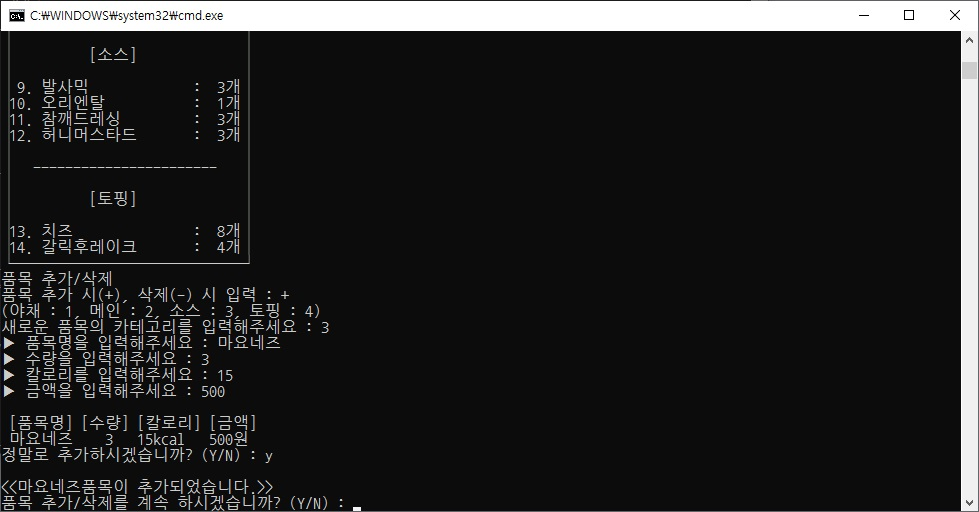 C:\WINDOWS\system32\cmd.exe
[소스]
9. 발사믹 : 3개
10. 오리엔탈 : 1개
11. 참깨드레싱 : 3개
12. 허니머스타드 : 3개
-----------------------
[토핑]
13. 치즈 : 8개
14. 갈릭후레이크 : 4개
품목 추가/삭제
품목 추가 시(+), 삭제(-) 시 입력 : +
(야채 : 1, 메인 : 2, 소스 : 3, 토핑 : 4)
새로운 품목의 카테고리를 입력해주세요 : 3
▶ 품목명을 입력해주세요 : 마요네즈
▶ 수량을 입력해주세요 : 3
▶ 칼로리를 입력해주세요 : 15
▶ 금액을 입력해주세요 : 500
[품목명] [수량] [칼로리] [금액]
마요네즈 3 15kcal 500원
정말로 추가하시겠습니까? (Y/N) : y
<<마요네즈품목이 추가되었습니다.>>
품목 추가/삭제를 계속 하시겠습니까? (Y/N) :